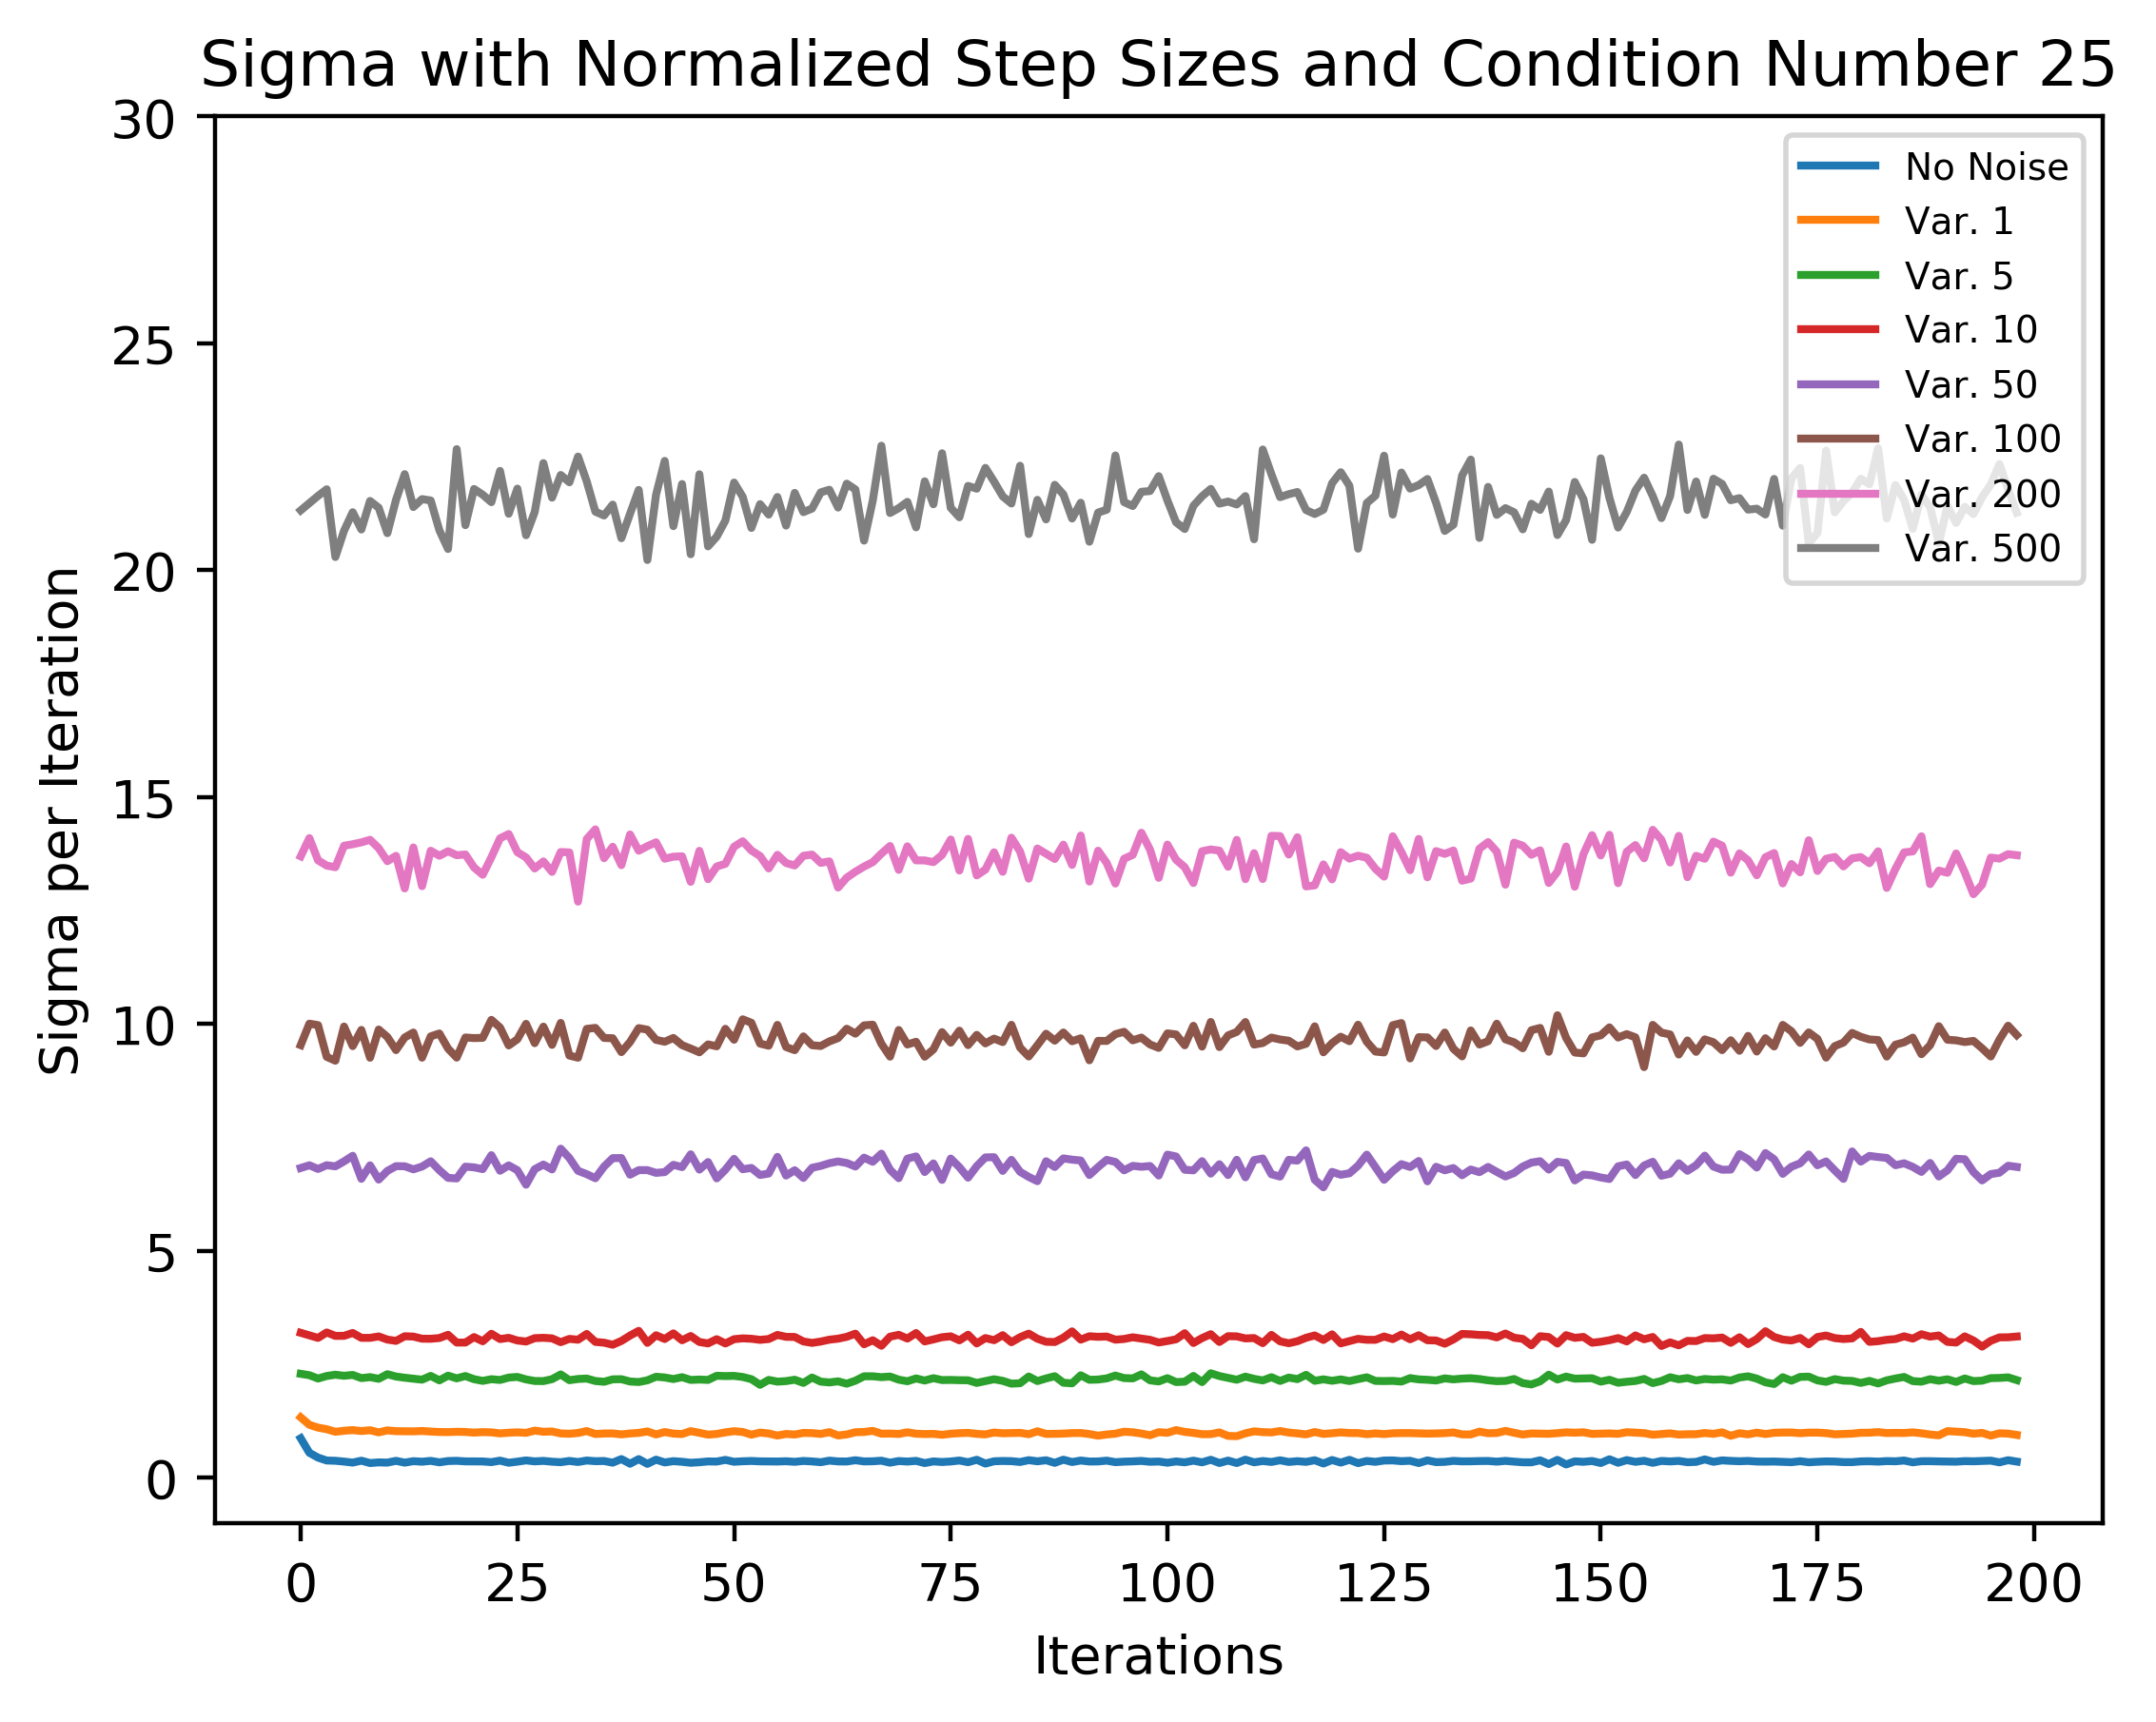 Sigma with Normalized Step Sizes and Condition Number 25
30
25
20
15
10
5
0
Sigma per Iteration
No Noise
Var. 1
Var. 5
Var. 10
Var. 50
Var. 100
Var. 200
Var. 500
0 25 50 75 100 125 150 175 200
Iterations